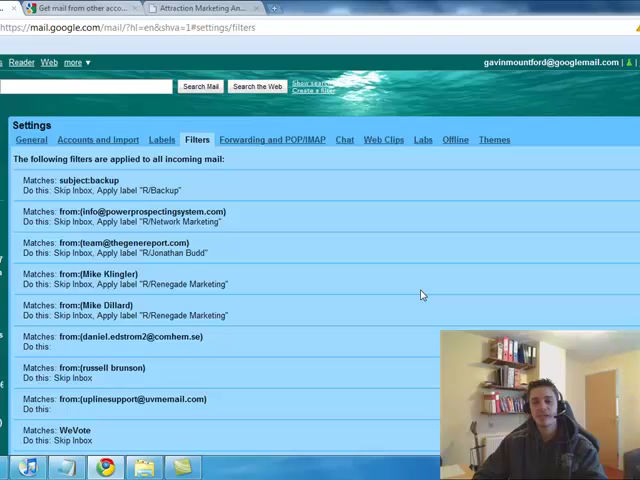 Get mail from other acco...
Attraction Marketing An...
https://mail.google.com/mail/?hl=en&shva=1#settings/filters
Reader Web more ▼
gavinmountford@googlemail.com
Search Mail Search the Web
Create a filter
Settings
General Accounts and Import Labels Filters Forwarding and POP/IMAP Chat Web Clips Labs Offline Themes
The following filters are applied to all incoming mail:
Matches: subject:backup
Do this: Skip Inbox, Apply label "R/Backup"
Matches: from:(info@powerprospectingsystem.com)
Do this: Skip Inbox, Apply label "R/Network Marketing"
Matches: from:(team@thegenereport.com)
Do this: Skip Inbox, Apply label "R/Jonathan Budd"
Matches: from:(Mike Klingler)
Do this: Skip Inbox, Apply label "R/Renegade Marketing"
Matches: from:(Mike Dillard)
Do this: Skip Inbox, Apply label "R/Renegade Marketing"
Matches: from:(daniel.edstrom2@comhem.se)
Do this:
Matches: from:(russell brunson)
Do this: Skip Inbox
Matches: from:(uplinesupport@uvmemail.com)
Do this:
Matches: WeVote
Do this: Skip Inbox